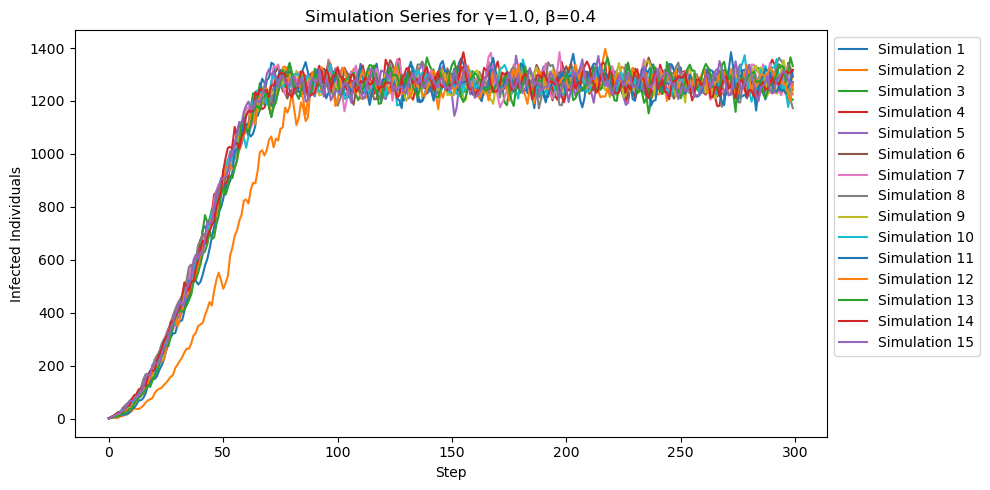 Simulation Series for γ=1.0, β=0.4
Infected Individuals
1400
1200
1000
800
600
400
200
0
0 50 100 150 200 250 300
Step
Simulation 1
Simulation 2
Simulation 3
Simulation 4
Simulation 5
Simulation 6
Simulation 7
Simulation 8
Simulation 9
Simulation 10
Simulation 11
Simulation 12
Simulation 13
Simulation 14
Simulation 15